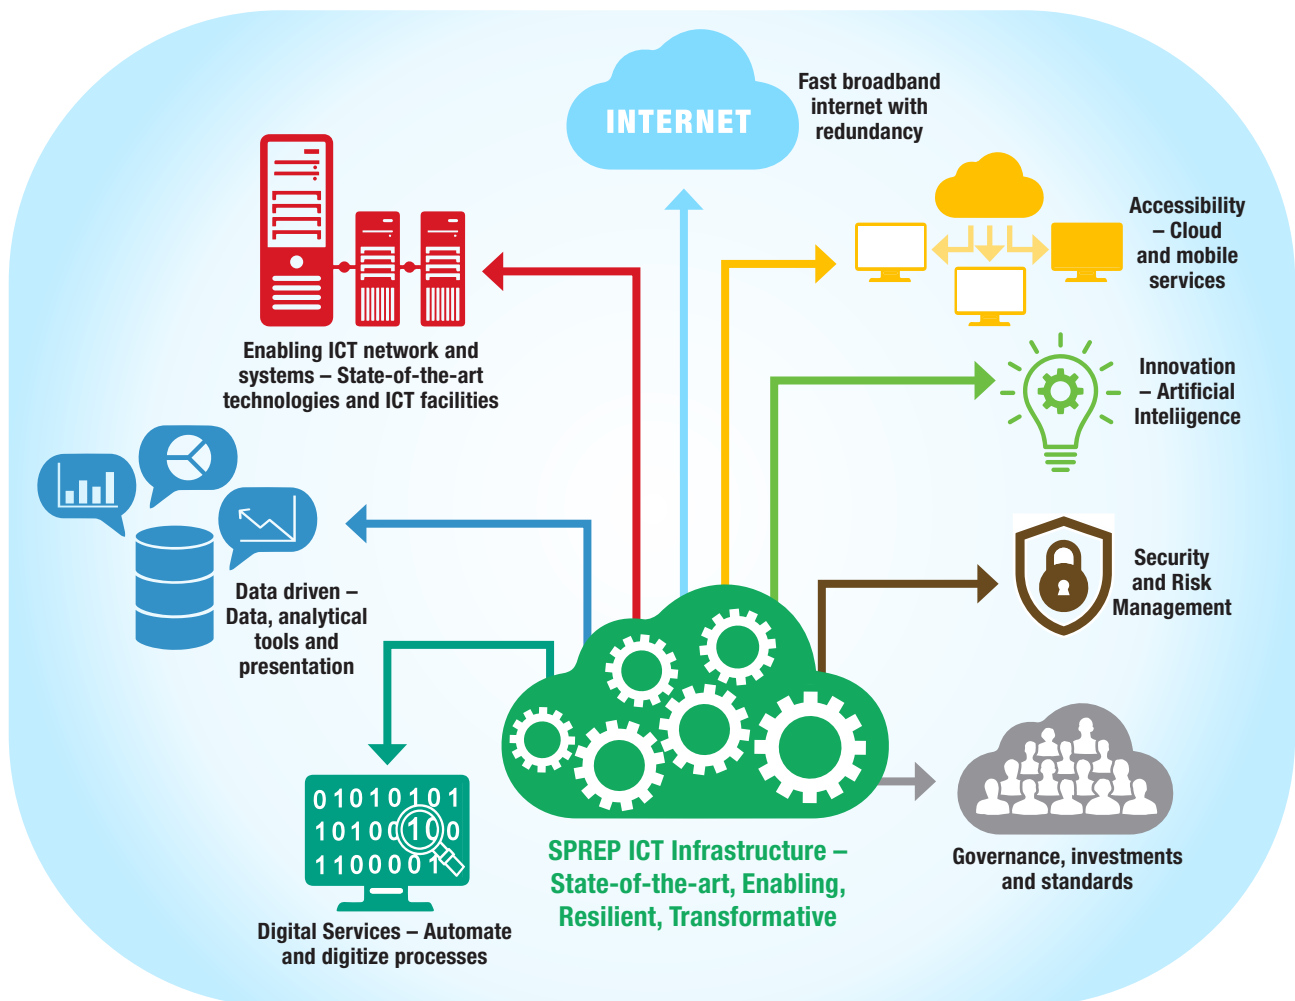 INTERNET
Fast broadband
internet with
redundancy
Accessibility
– Cloud
and mobile
services
Enabling ICT network and
systems – State-of-the-art
technologies and ICT facilities
Innovation
– Artificial
Inteliigence
Data driven –
Data, analytical
tools and
presentation
Security
and Risk
Management
01010101
10100100
1100001
Digital Services – Automate
and digitize processes
SPREP ICT Infrastructure –
State-of-the-art, Enabling,
Resilient, Transformative
Governance, investments
and standards